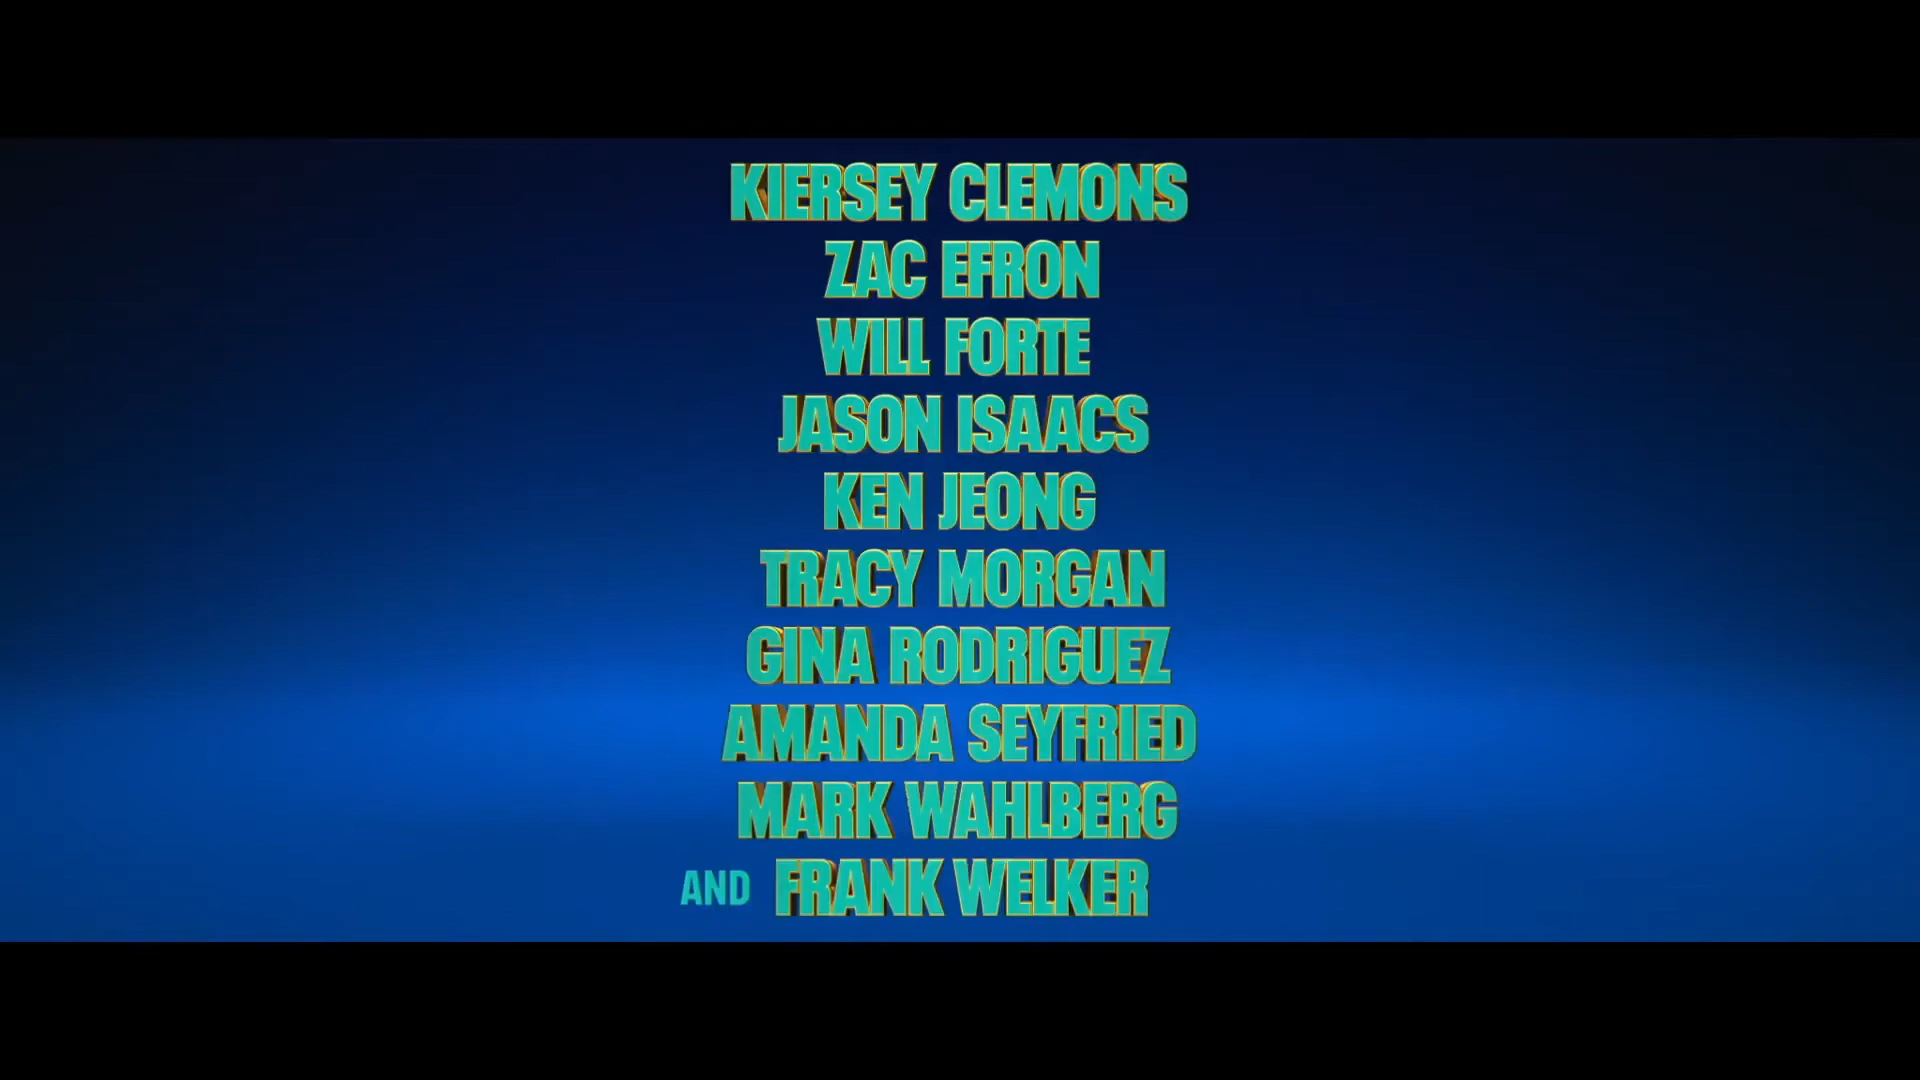 KIERSEY CLEMONS
ZAC EFRON
WILL FORTE
JASON ISAACS
KEN JEONG
TRACY MORGAN
GINA RODRIGUEZ
AMANDA SEYFRIED
MARK WAHLBERG
AND FRANK WELKER